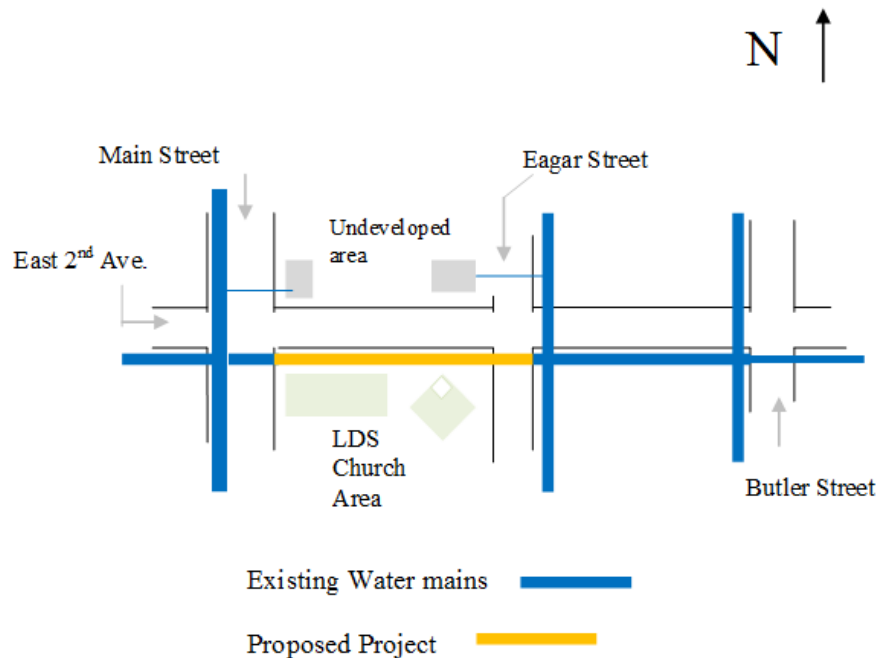 N
Main Street
Eagar Street
Undeveloped
area
East 2nd Ave.
LDS
Church
Area
Butler Street
Existing Water mains
Proposed Project